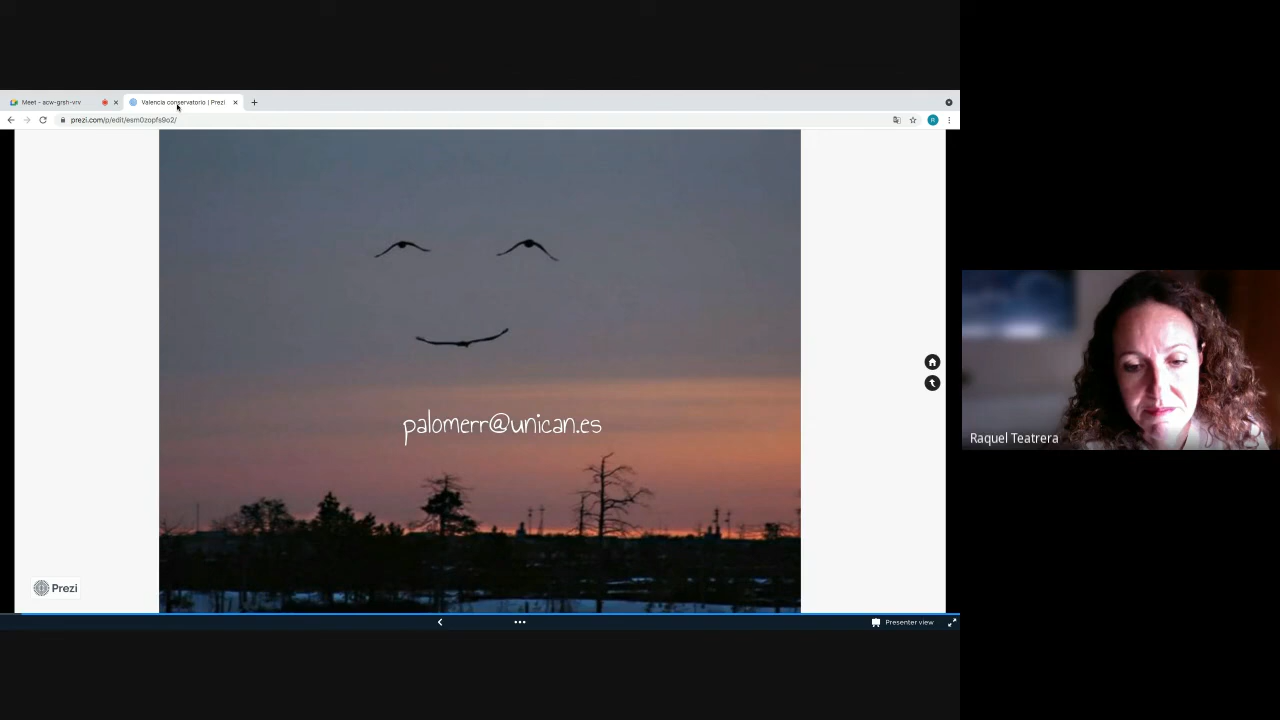 Meet - acw-grsh-vrv
Valencia conservatorio | Prezi
prezi.com/p/edit/esm0zopfs9o2/
palomerr@unican.es
Raquel Teatrera
Prezi
Presenter view